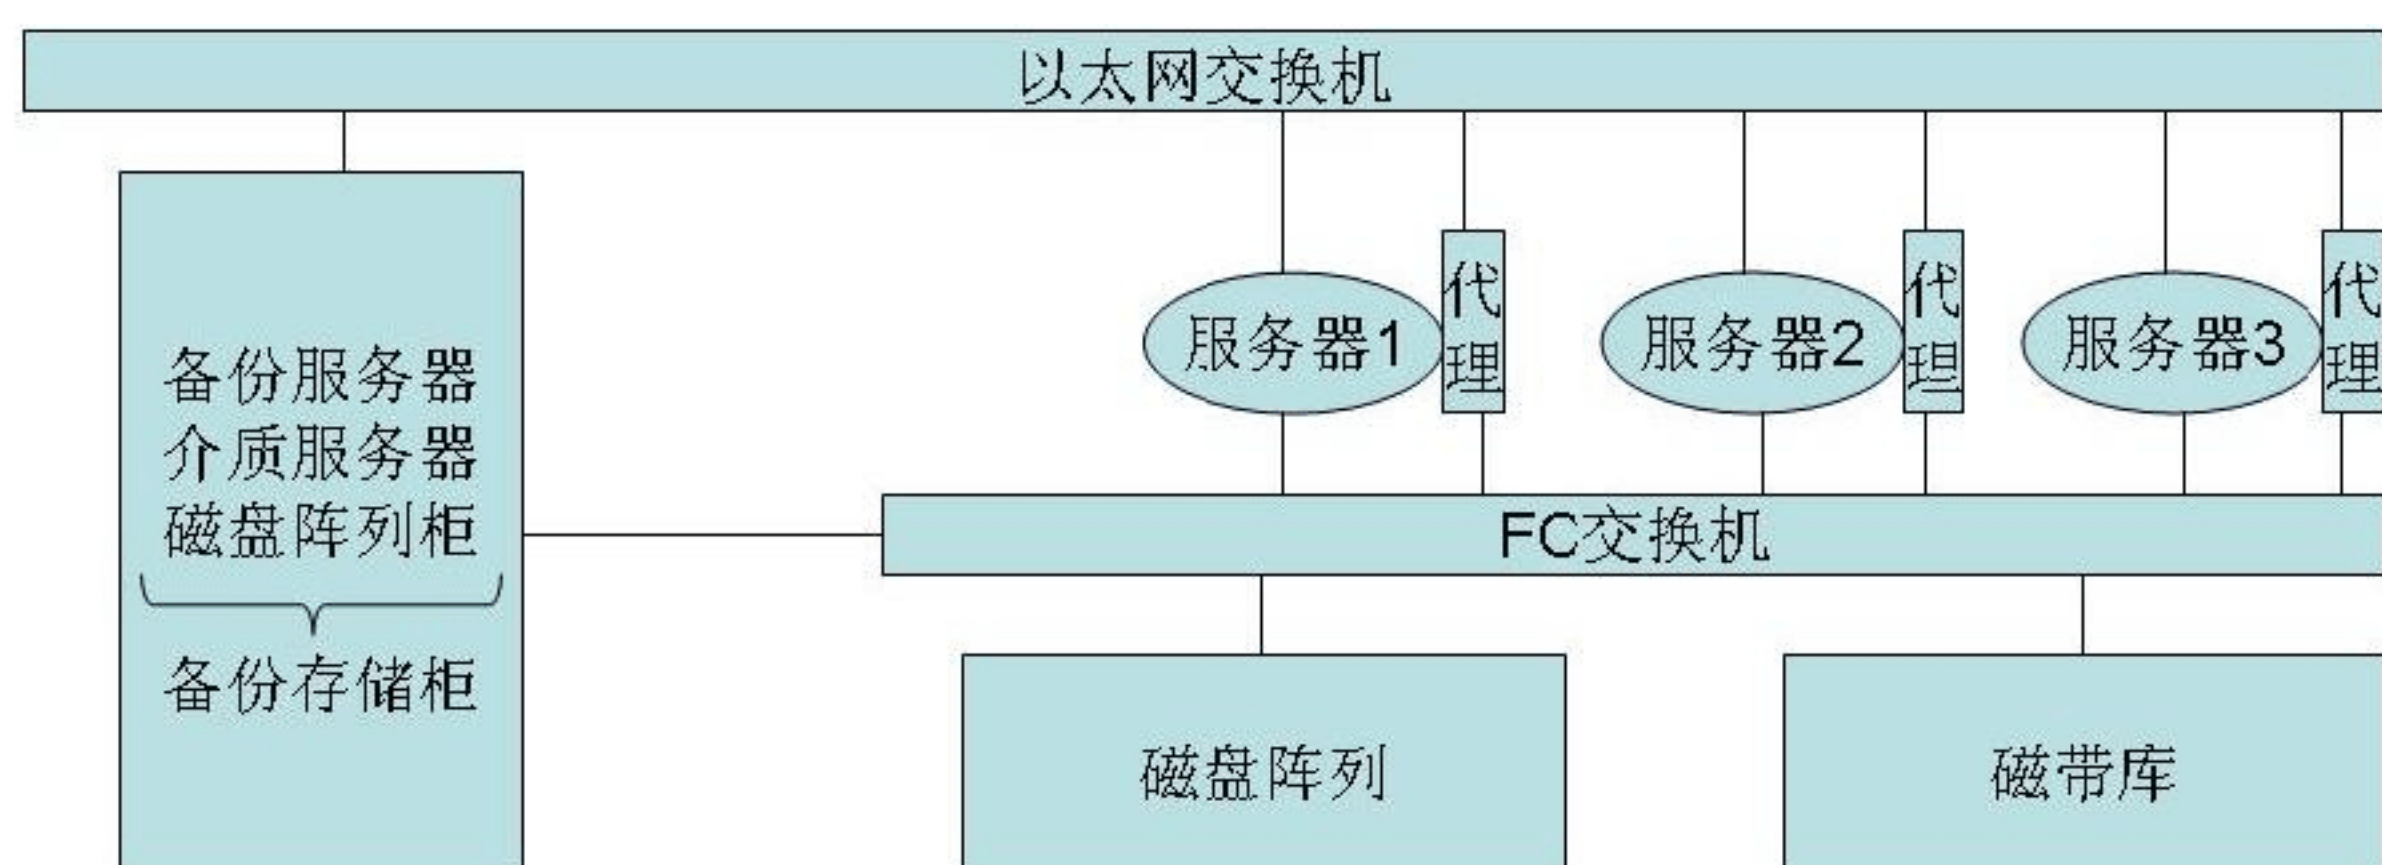 以太网交换机
代
理
代
理
代
理
服务器1
服务器2
服务器3
备份服务器
介质服务器
磁盘阵列柜
FC交换机
备份存储柜
磁盘阵列
磁带库